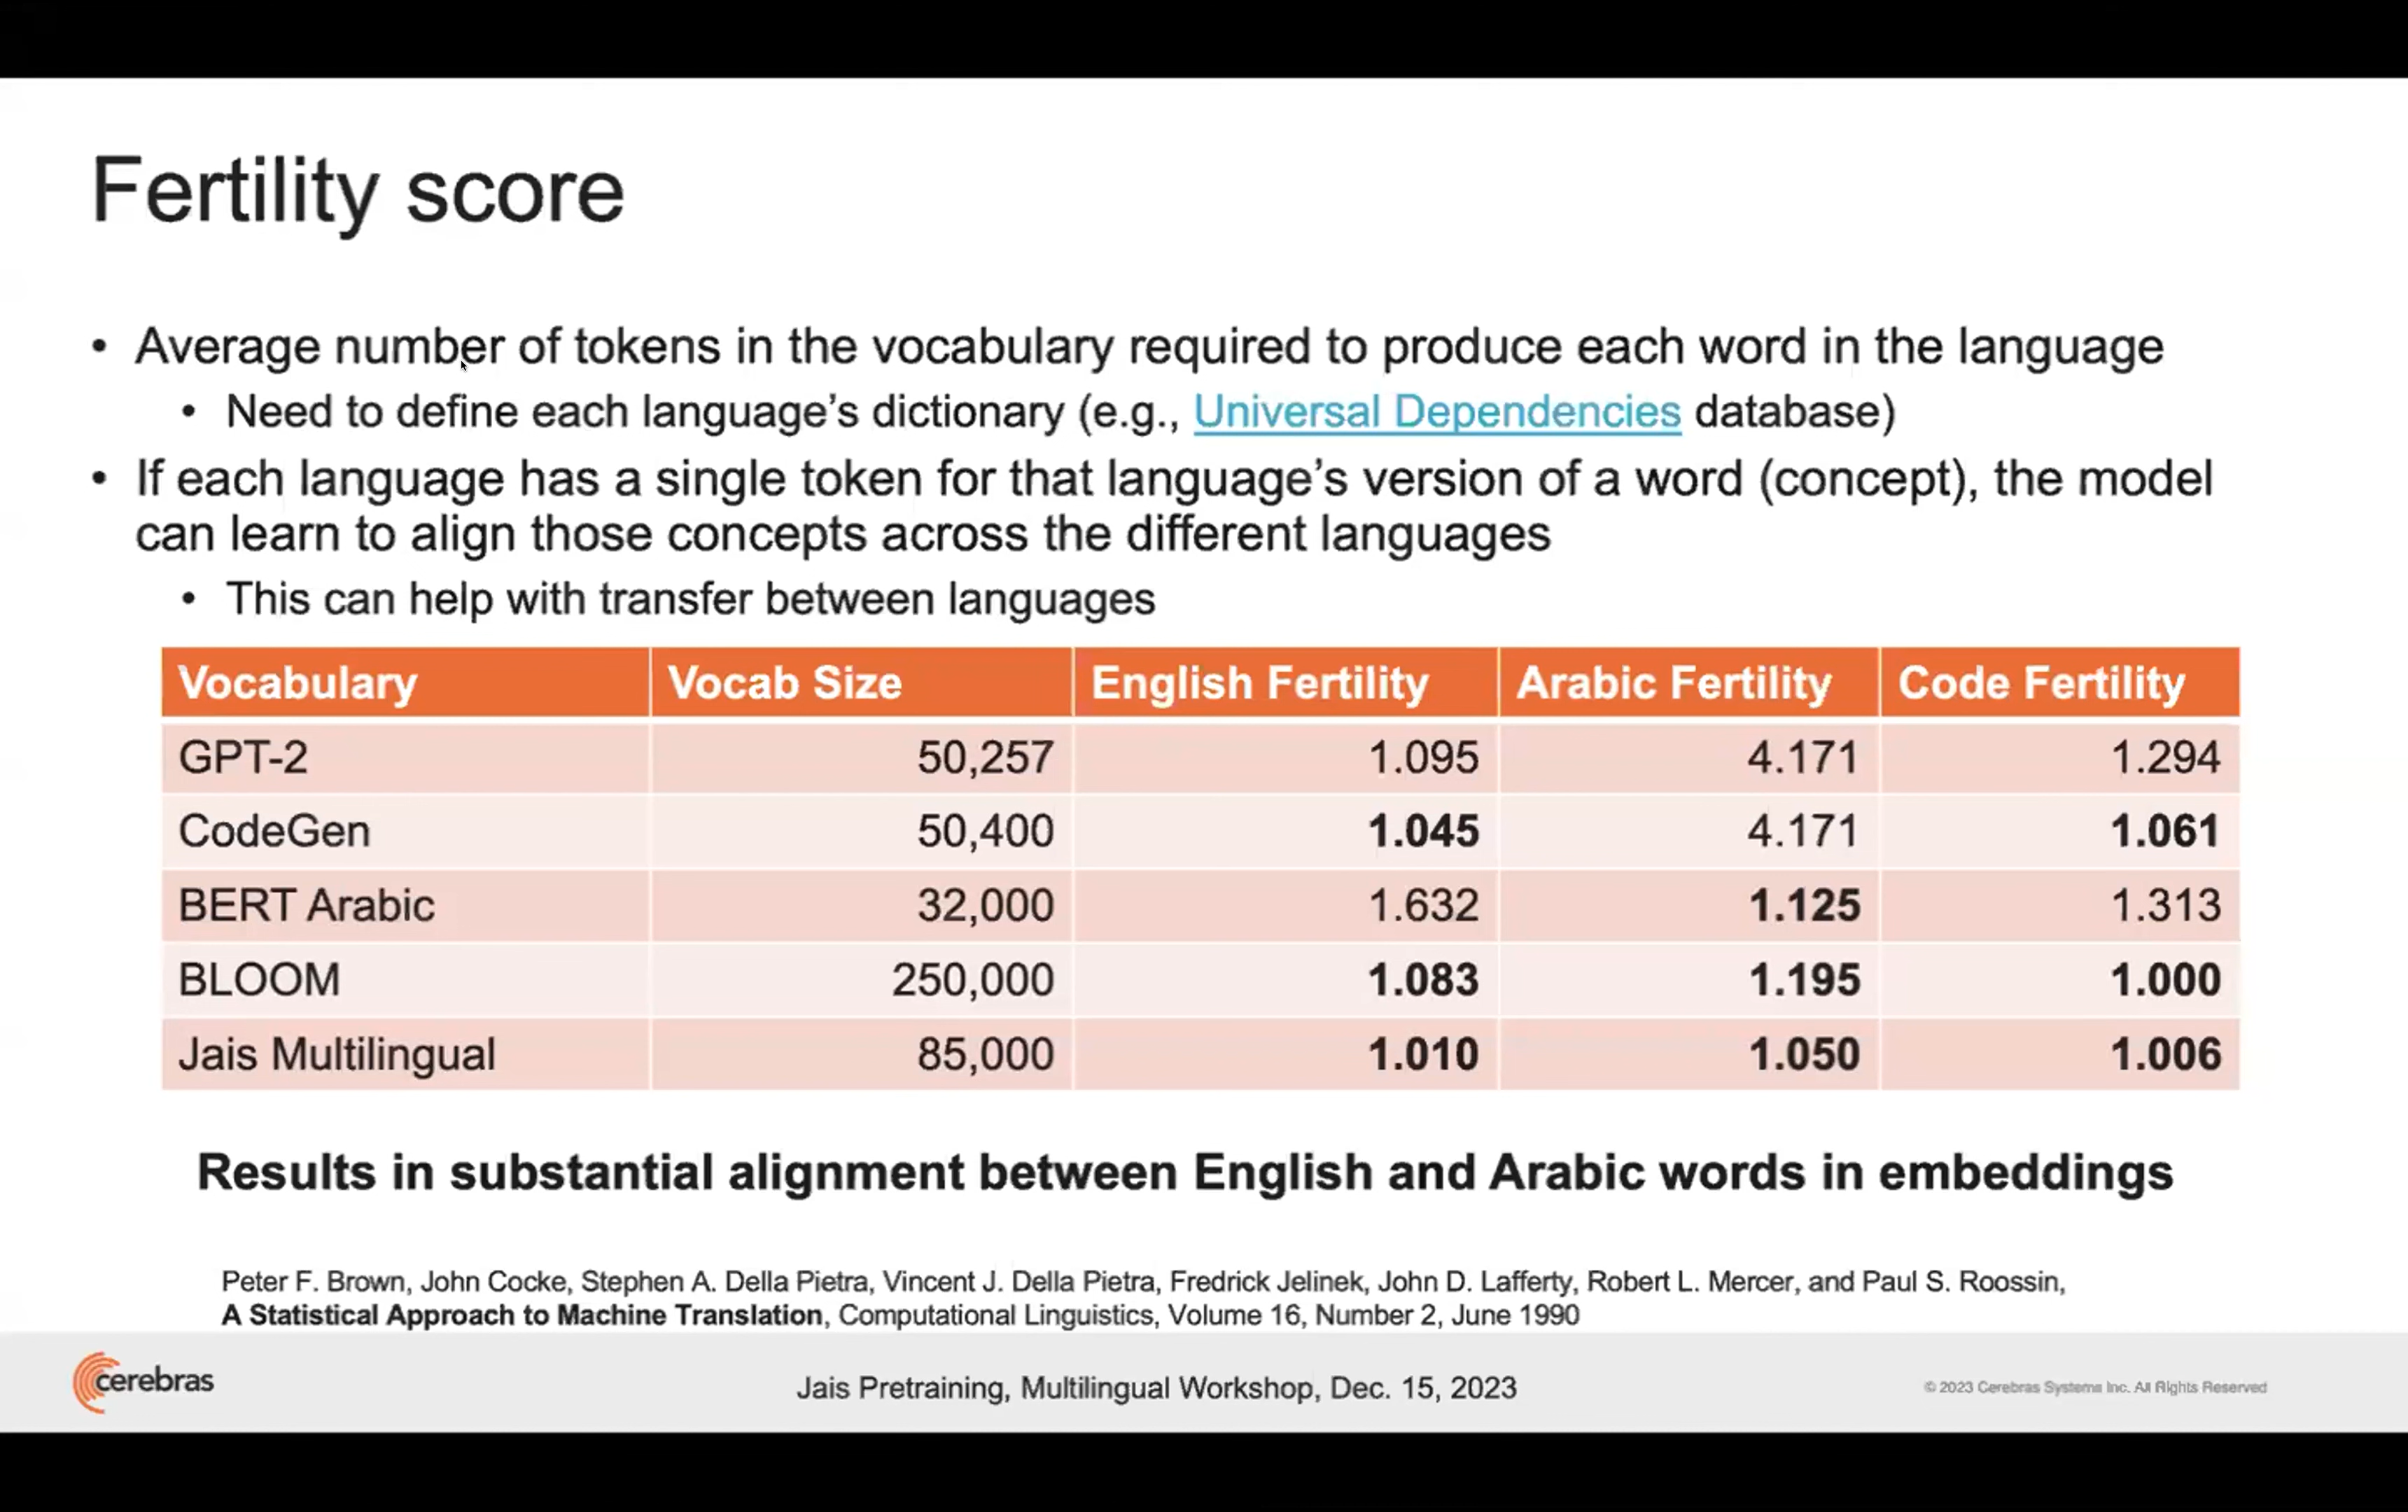 Fertility score
• Average number of tokens in the vocabulary required to produce each word in the language
• Need to define each language’s dictionary (e.g., Universal Dependencies database)
• If each language has a single token for that language’s version of a word (concept), the model
can learn to align those concepts across the different languages
• This can help with transfer between languages
Vocabulary Vocab Size English Fertility Arabic Fertility Code Fertility
GPT-2 50,257 1.095 4.171 1.294
CodeGen 50,400 1.045 4.171 1.061
BERT Arabic 32,000 1.632 1.125 1.313
BLOOM 250,000 1.083 1.195 1.000
Jais Multilingual 85,000 1.010 1.050 1.006
Results in substantial alignment between English and Arabic words in embeddings
Peter F. Brown, John Cocke, Stephen A. Della Pietra, Vincent J. Della Pietra, Fredrick Jelinek, John D. Lafferty, Robert L. Mercer, and Paul S. Roossin,
A Statistical Approach to Machine Translation, Computational Linguistics, Volume 16, Number 2, June 1990
cerebras
Jais Pretraining, Multilingual Workshop, Dec. 15, 2023
© 2023 Cerebras Systems Inc. All Rights Reserved